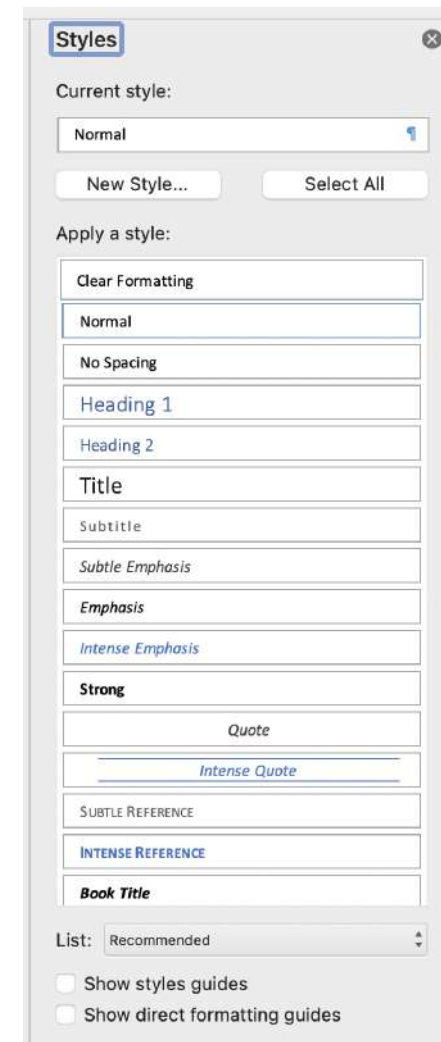 Styles
Current style:
Normal ¶
New Style... Select All
Apply a style:
Clear Formatting
Normal
No Spacing
Heading 1
Heading 2
Title
Subtitle
Subtle Emphasis
Emphasis
Intense Emphasis
Strong
Quote
Intense Quote
SUBTLE REFERENCE
INTENSE REFERENCE
Book Title
List: Recommended
Show styles guides
Show direct formatting guides